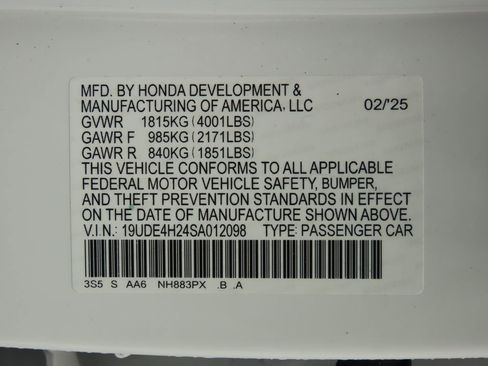 MFD. BY HONDA DEVELOPMENT &
MANUFACTURING OF AMERICA, LLC 02/'25
GVWR 1815KG(4001LBS)
GAWR F 985KG(2171LBS)
GAWR R 840KG(1851LBS)
THIS VEHICLE CONFORMS TO ALL APPLICABLE
FEDERAL MOTOR VEHICLE SAFETY, BUMPER,
AND THEFT PREVENTION STANDARDS IN EFFECT
ON THE DATE OF MANUFACTURE SHOWN ABOVE.
V.I.N.: 19UDE4H24SA012098 TYPE: PASSENGER CAR
3S5 S AA6 NH883PX .B .A